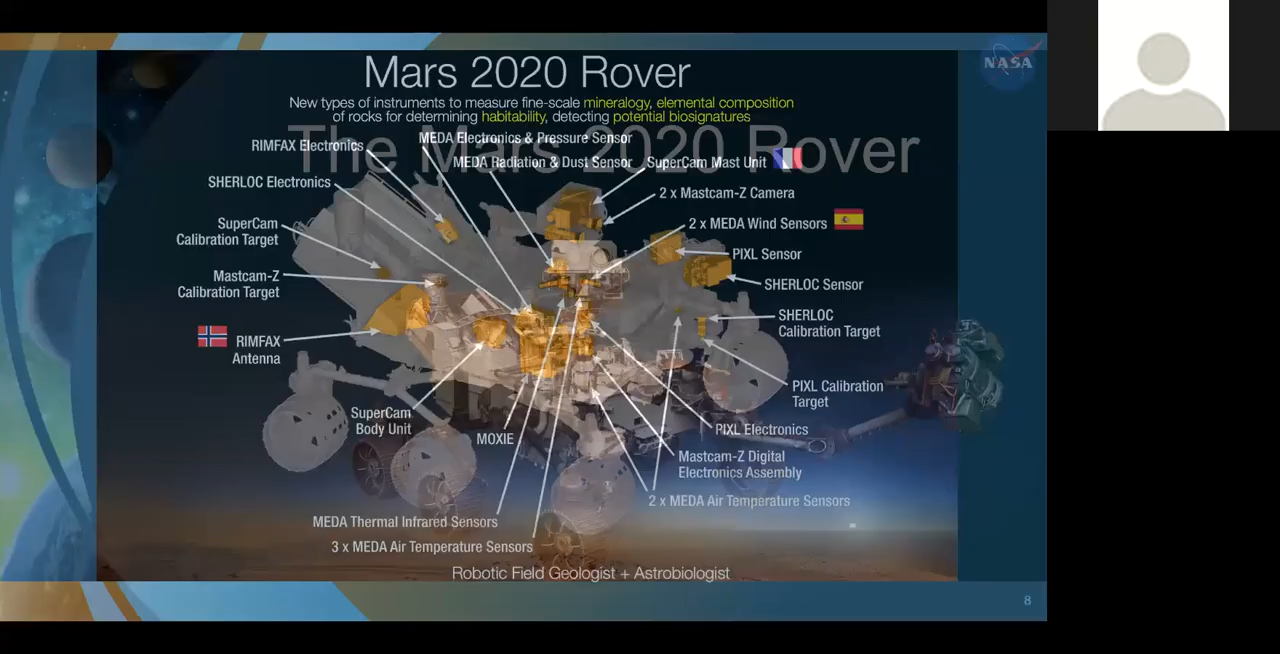 NASA
Mars 2020 Rover
New types of instruments to measure fine-scale mineralogy, elemental composition
of rocks for determining habitability, detecting potential biosignatures
The Mars 2020 Rover
MEDA Electronics & Pressure Sensor
RIMFAX Electronics
MEDA Radiation & Dust Sensor
SuperCam Mast Unit
SHERLOC Electronics
2 x Mastcam-Z Camera
SuperCam
Calibration Target
2 x MEDA Wind Sensors
PIXL Sensor
Mastcam-Z
Calibration Target
SHERLOC Sensor
SHERLOC
Calibration Target
RIMFAX
Antenna
PIXL Calibration
Target
SuperCam
Body Unit
MOXIE
PIXL Electronics
Mastcam-Z Digital
Electronics Assembly
2 x MEDA Air Temperature Sensors
MEDA Thermal Infrared Sensors
3 x MEDA Air Temperature Sensors
Robotic Field Geologist + Astrobiologist
8